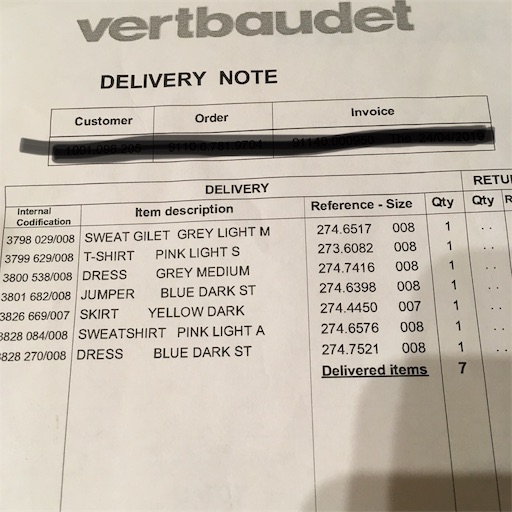 vertbaudet
DELIVERY NOTE
Customer Order Invoice
DELIVERY RETU
Internal Codification Item description Reference - Size Qty Qty R
3798 029/008 SWEAT GILET GREY LIGHT M 274.6517 008 1 . .
3799 629/008 T-SHIRT PINK LIGHT S 273.6082 008 1 . .
3800 538/008 DRESS GREY MEDIUM 274.7416 008 1 . .
3801 682/008 JUMPER BLUE DARK ST 274.6398 008 1 . .
3826 669/007 SKIRT YELLOW DARK 274.4450 007 1 . .
3828 084/008 SWEATSHIRT PINK LIGHT A 274.6576 008 1 . .
3828 270/008 DRESS BLUE DARK ST 274.7521 008 1 . .
Delivered items 7